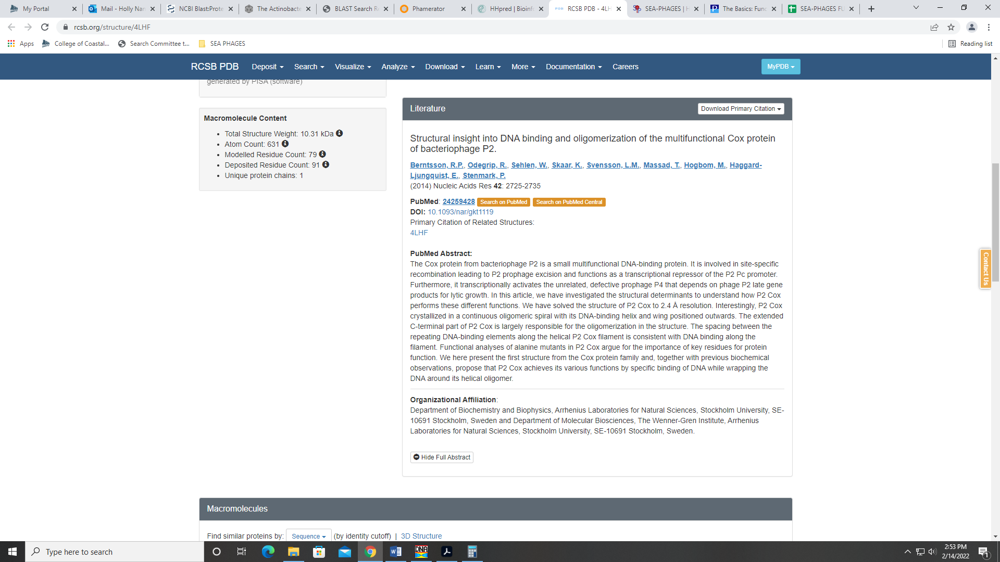 My Portal
Mail - Holly Nan
NCBI Blast:Prote
The Actinobacte
BLAST Search R
Phamerator
HHpred | Bioinfo
RCSB PDB - 4LH
SEA-PHAGES | H
The Basics: Func
SEA-PHAGES FU
rcsb.org/structure/4LHF
Apps
College of Coastal...
Search Committee t...
SEA PHAGES
Reading list
RCSB PDB
Deposit
Search
Visualize
Analyze
Download
Learn
More
Documentation
Careers
MyPDB
generated by PISA (software)
Macromolecule Content
Total Structure Weight: 10.31 kDa
Atom Count: 631
Modelled Residue Count: 79
Deposited Residue Count: 91
Unique protein chains: 1
Literature
Download Primary Citation
Structural insight into DNA binding and oligomerization of the multifunctional Cox protein
of bacteriophage P2.
Berntsson, R.P., Odegrip, R., Sehlen, W., Skaar, K., Svensson, L.M., Massad, T., Hogbom, M., Haggard-
Ljungquist, E., Stenmark, P.
(2014) Nucleic Acids Res 42: 2725-2735
PubMed: 24259428 Search on PubMed Search on PubMed Central
DOI: 10.1093/nar/gkt1119
Primary Citation of Related Structures:
4LHF
PubMed Abstract:
The Cox protein from bacteriophage P2 is a small multifunctional DNA-binding protein. It is involved in site-specific
recombination leading to P2 prophage excision and functions as a transcriptional repressor of the P2 Pc promoter.
Furthermore, it transcriptionally activates the unrelated, defective prophage P4 that depends on phage P2 late gene
products for lytic growth. In this article, we have investigated the structural determinants to understand how P2 Cox
performs these different functions. We have solved the structure of P2 Cox to 2.4 Å resolution. Interestingly, P2 Cox
crystallized in a continuous oligomeric spiral with its DNA-binding helix and wing positioned outwards. The extended
C-terminal part of P2 Cox is largely responsible for the oligomerization in the structure. The spacing between the
repeating DNA-binding elements along the helical P2 Cox filament is consistent with DNA binding along the
filament. Functional analyses of alanine mutants in P2 Cox argue for the importance of key residues for protein
function. We here present the first structure from the Cox protein family and, together with previous biochemical
observations, propose that P2 Cox achieves its various functions by specific binding of DNA while wrapping the
DNA around its helical oligomer.
Organizational Affiliation:
Department of Biochemistry and Biophysics, Arrhenius Laboratories for Natural Sciences, Stockholm University, SE-
10691 Stockholm, Sweden and Department of Molecular Biosciences, The Wenner-Gren Institute, Arrhenius
Laboratories for Natural Sciences, Stockholm University, SE-10691 Stockholm, Sweden.
Hide Full Abstract
Contact Us
Macromolecules
Find similar proteins by: Sequence (by identity cutoff) | 3D Structure
Type here to search
DNA
2:53 PM
2/14/2022
1